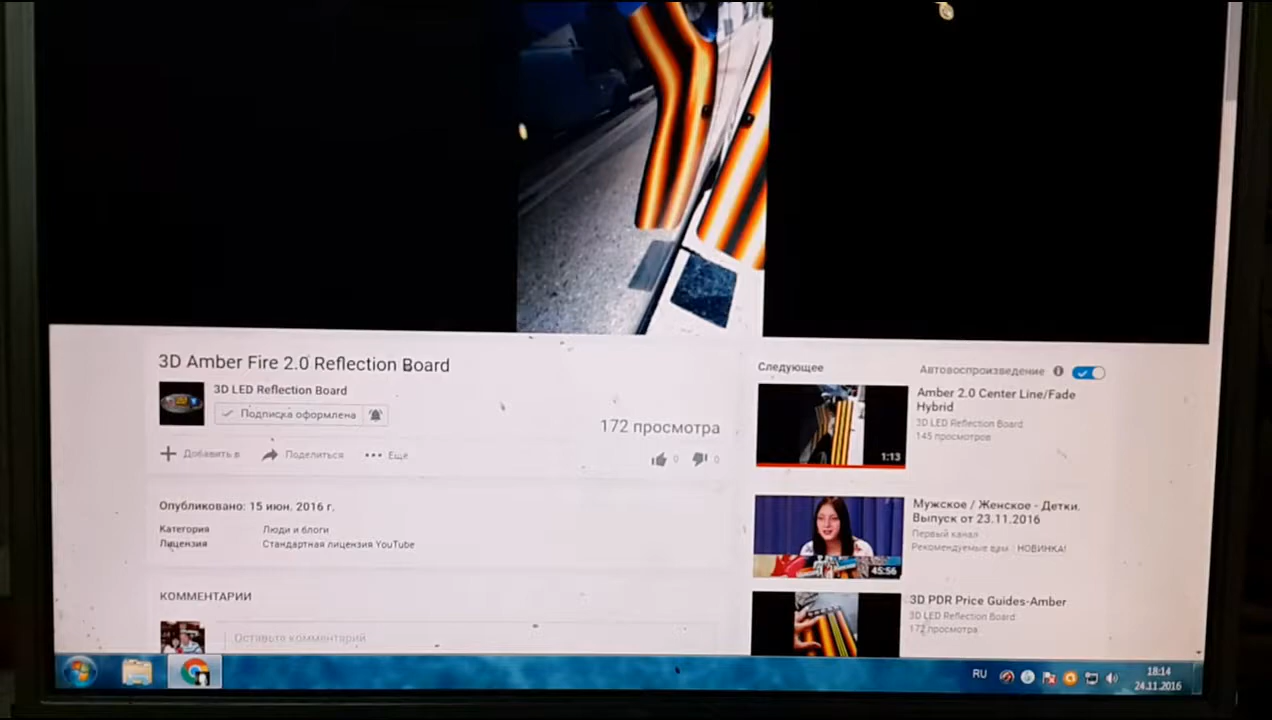 3D Amber Fire 2.0 Reflection Board
3D LED Reflection Board
Подписка оформлена
172 просмотра
Добавить в
Поделиться
Ещё
0
0
Опубликовано: 15 июн. 2016 г.
Категория
Люди и блоги
Лицензия
Стандартная лицензия YouTube
КОММЕНТАРИИ
Оставьте комментарий
Следующее
Автовоспроизведение
Amber 2.0 Center Line/Fade
Hybrid
3D LED Reflection Board
145 просмотров
1:13
Мужское / Женское - Детки.
Выпуск от 23.11.2016
Первый канал
Рекомендуемые вам
НОВИНКА!
45:56
3D PDR Price Guides-Amber
3D LED Reflection Board
172 просмотра
RU
18:14
24.11.2016